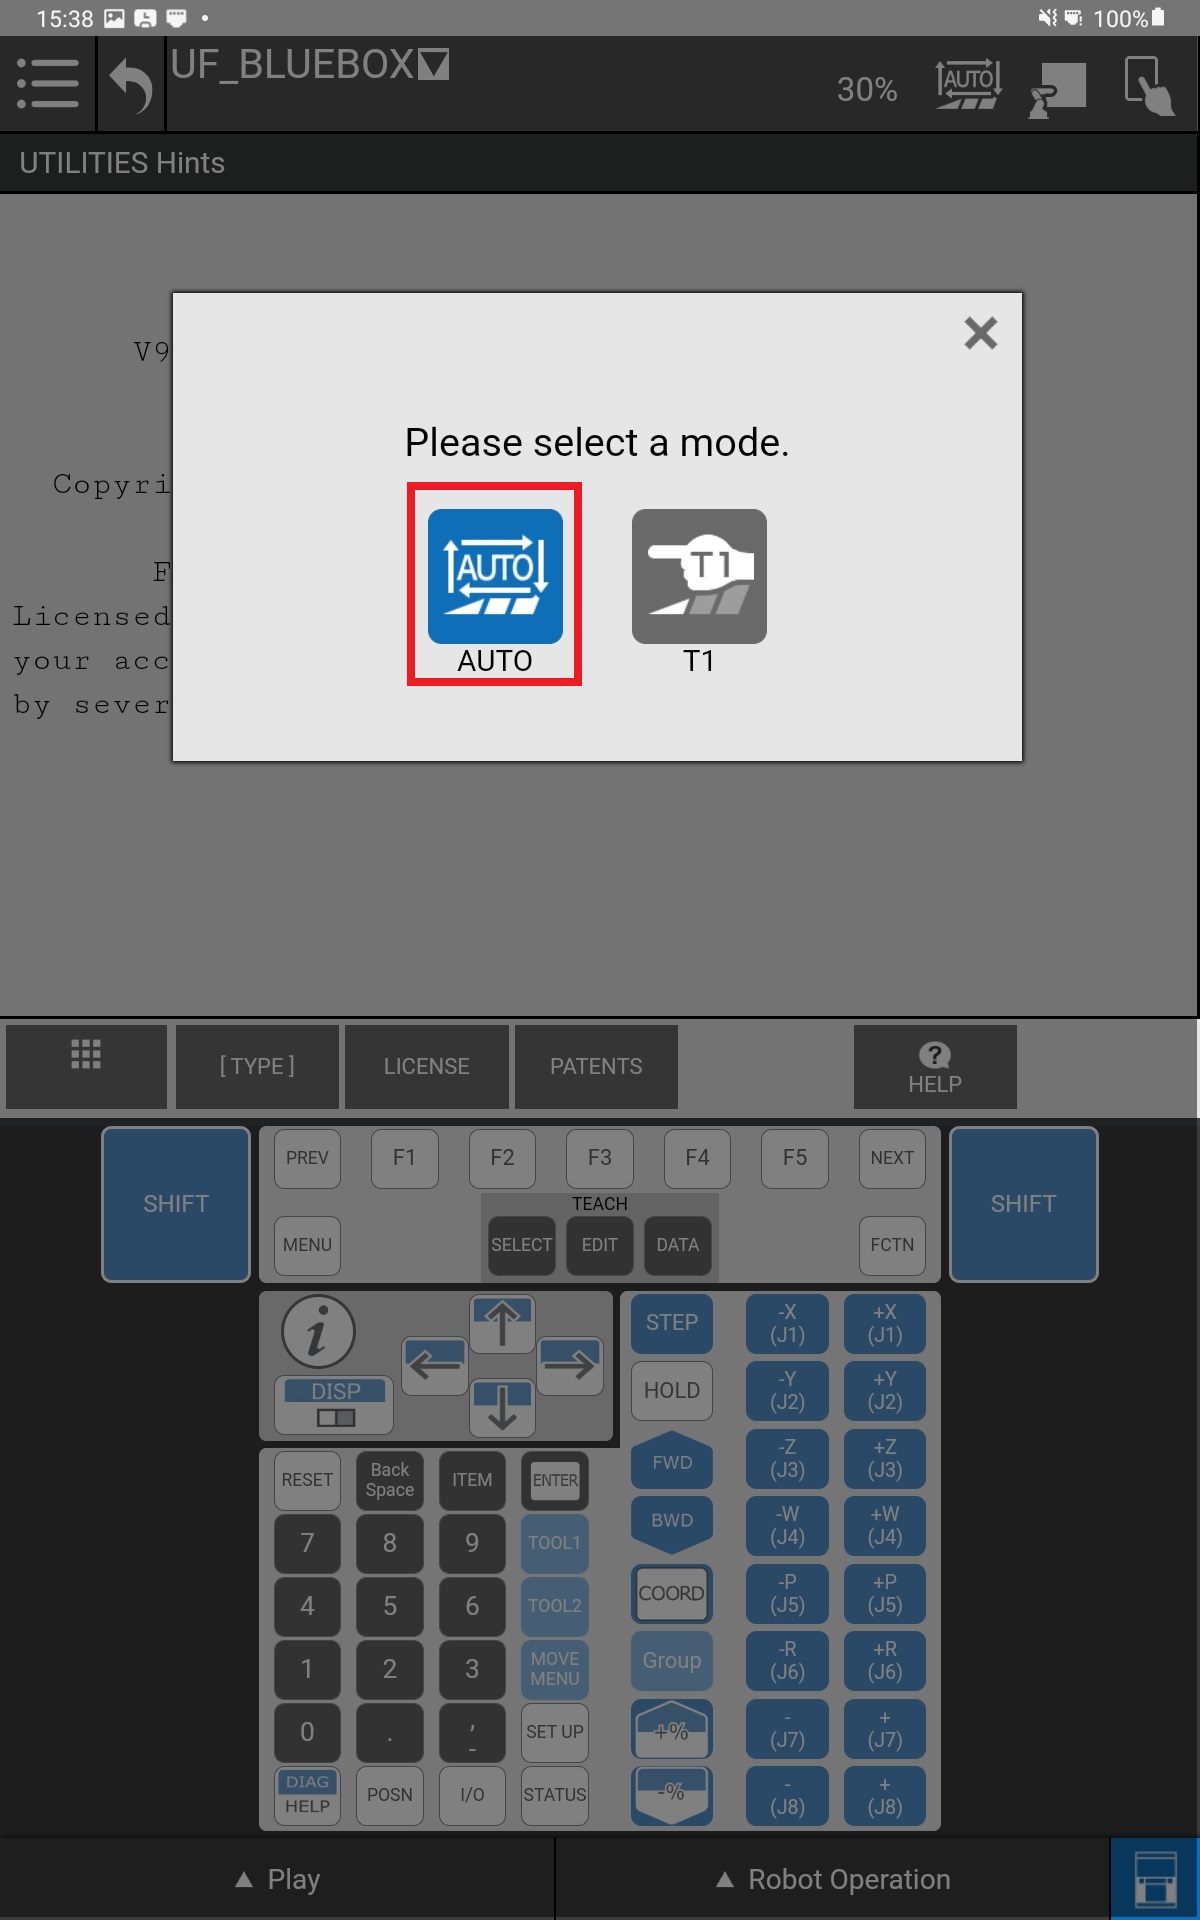 15:38
100%
UF_BLUEBOX
30%
AUTO
UTILITIES Hints
V9
Please select a mode.
Copyri
AUTO
T1
F
Licensed
your acc
AUTO
T1
by sever
[ TYPE ]
LICENSE
PATENTS
?
HELP
SHIFT
PREV
F1
F2
F3
F4
F5
NEXT
SHIFT
TEACH
MENU
SELECT
EDIT
DATA
FCTN
i
DISP
STEP
-X
(J1)
+X
(J1)
HOLD
-Y
(J2)
+Y
(J2)
RESET
Back
Space
ITEM
ENTER
FWD
-Z
(J3)
+Z
(J3)
7
8
9
TOOL1
BWD
-W
(J4)
+W
(J4)
4
5
6
TOOL2
COORD
-P
(J5)
+P
(J5)
1
2
3
MOVE
MENU
Group
-R
(J6)
+R
(J6)
0
.
,
-
SET UP
+%
-
(J7)
+
(J7)
DIAG
HELP
POSN
I/O
STATUS
-%
-
(J8)
+
(J8)
▲ Play
▲ Robot Operation